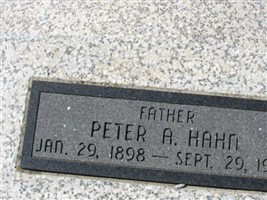 FATHER
PETER A. HAHN
JAN. 29, 1898 — SEPT. 29, 19